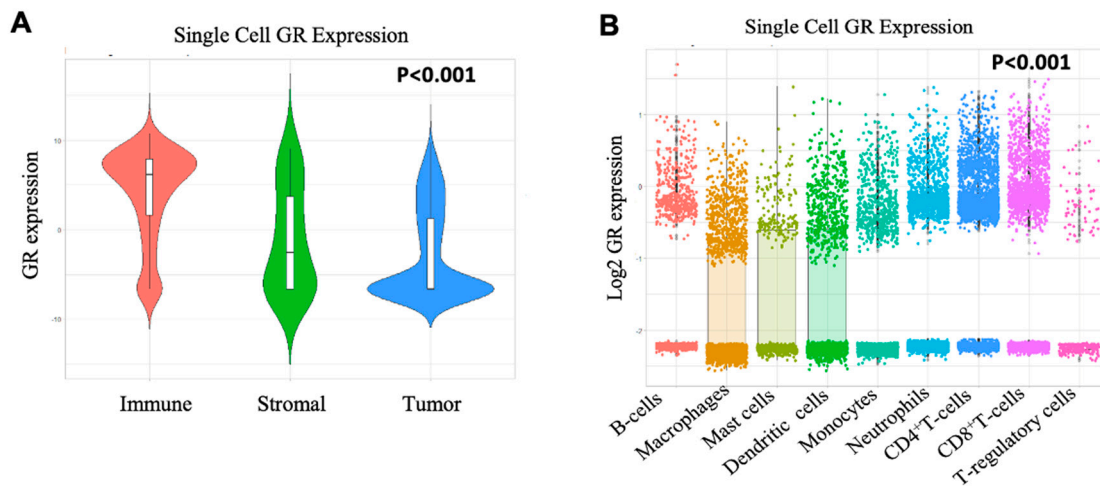 A
Single Cell GR Expression
P<0.001
GR expression
10
0
-10
Immune
Stromal
Tumor
B
Single Cell GR Expression
P<0.001
Log2 GR expression
1
0
-1
-2
B-cells
Macrophages
Mast cells
Dendritic cells
Monocytes
Neutrophils
CD4⁺T-cells
CD8⁺T-cells
T-regulatory cells